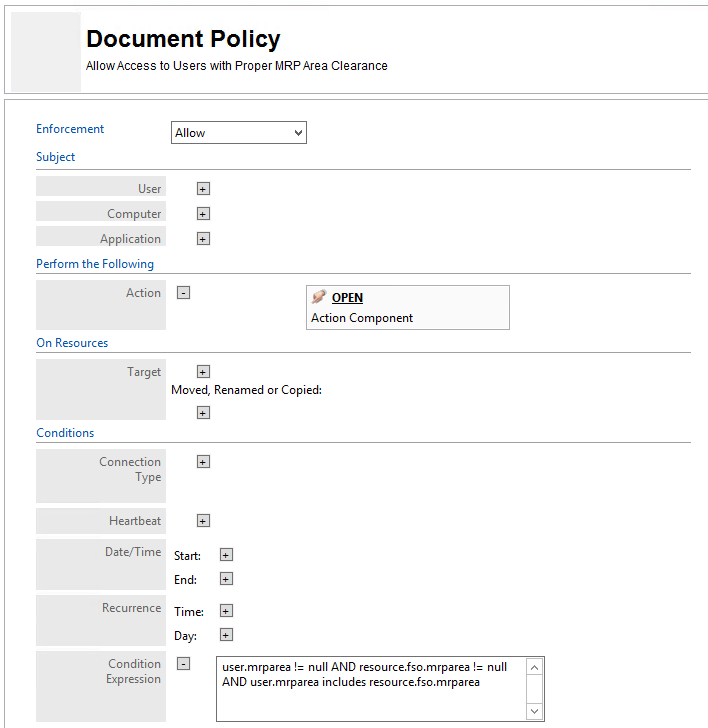 Document Policy
Allow Access to Users with Proper MRP Area Clearance
Enforcement
Allow
Subject
User +
Computer +
Application +
Perform the Following
Action - OPEN
Action Component
On Resources
Target +
Moved, Renamed or Copied:
+
Conditions
Connection +
Type
Heartbeat +
Date/Time Start: +
End: +
Recurrence Time: +
Day: +
Condition - user.mrparea != null AND resource.fso.mrparea != null
Expression AND user.mrparea includes resource.fso.mrparea